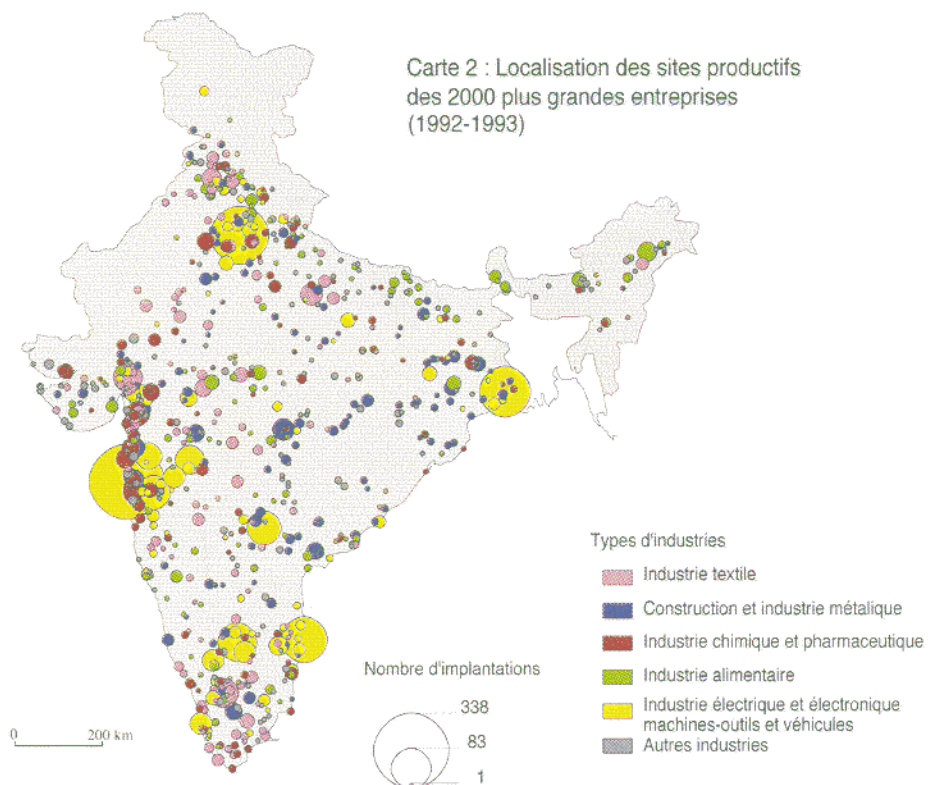 Carte 2 : Localisation des sites productifs
des 2000 plus grandes entreprises
(1992-1993)
Types d'industries
Industrie textile
Construction et industrie métalique
Industrie chimique et pharmaceutique
Industrie alimentaire
Industrie électrique et électronique
machines-outils et véhicules
Autres industries
Nombre d'implantations
338
83
1
0 200 km